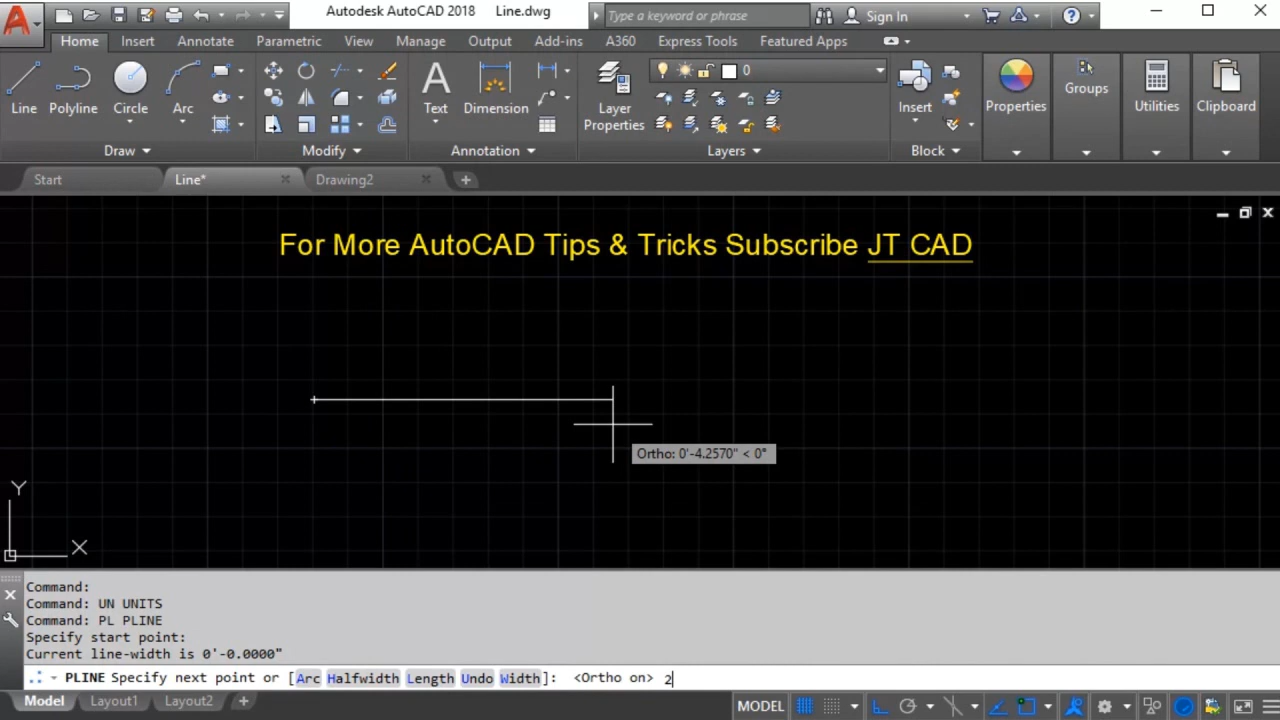 Autodesk AutoCAD 2018 Line.dwg
Type a keyword or phrase
Sign In
Home Insert Annotate Parametric View Manage Output Add-ins A360 Express Tools Featured Apps
0
Line Polyline Circle Arc Text Dimension Layer Properties Insert Properties Groups Utilities Clipboard
Draw Modify Annotation Layers Block
Start Line* Drawing2
For More AutoCAD Tips & Tricks Subscribe JT CAD
Ortho: 0'-4.2570" < 0°
Y
X
Command:
Command: UN UNITS
Command: PL PLINE
Specify start point:
Current line-width is 0'-0.0000"
PLINE Specify next point or [Arc Halfwidth Length Undo Width]: <Ortho on> 2
Model Layout1 Layout2
MODEL